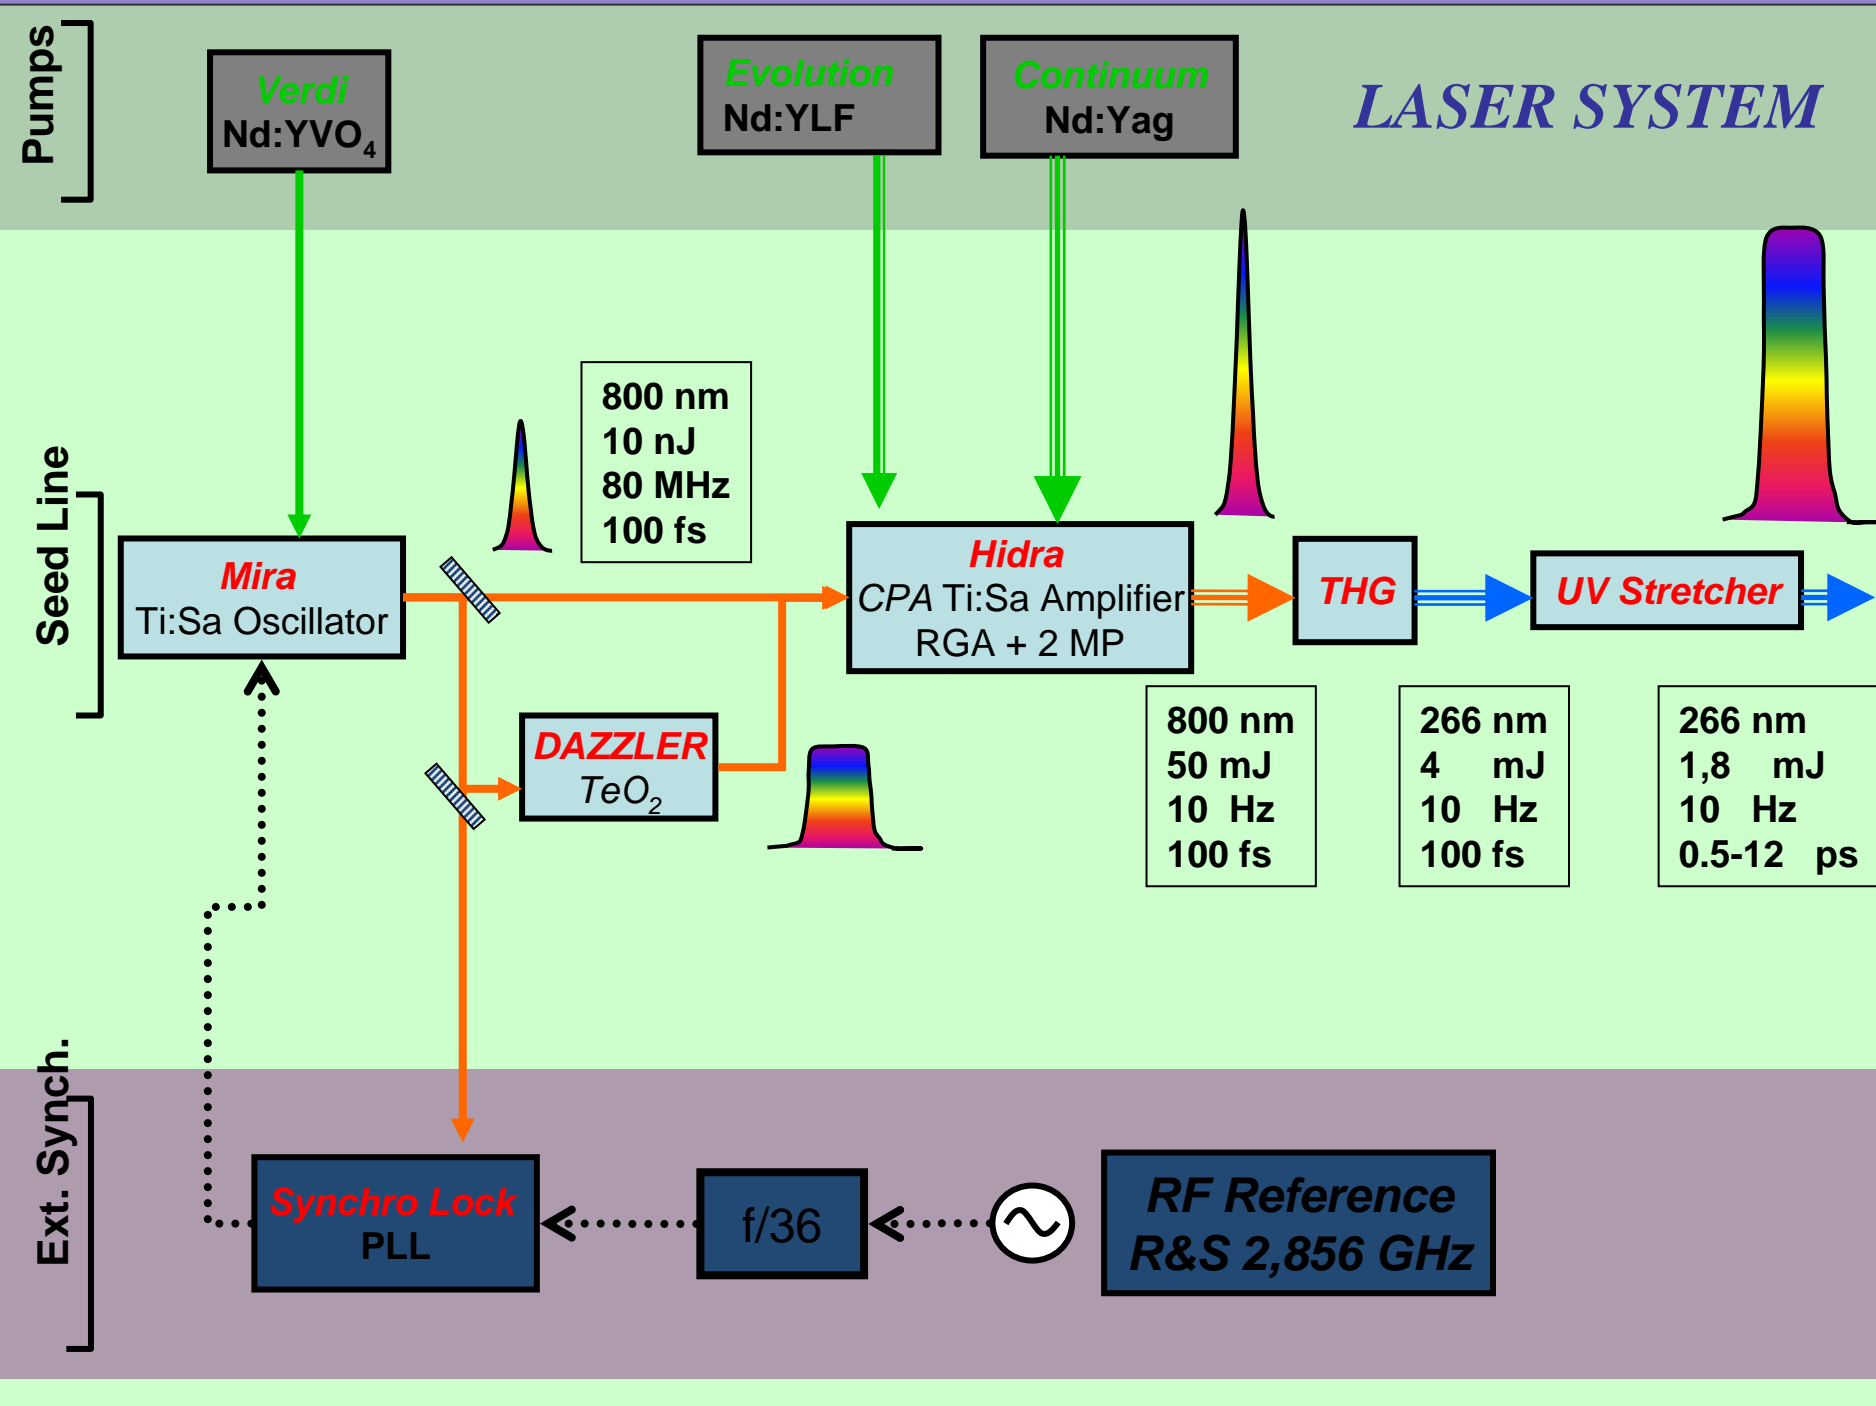 Pumps
Verdi
Nd:YVO₄
Evolution
Nd:YLF
Continuum
Nd:Yag
LASER SYSTEM
Seed Line
800 nm
10 nJ
80 MHz
100 fs
Mira
Ti:Sa Oscillator
Hidra
CPA Ti:Sa Amplifier
RGA + 2 MP
THG
UV Stretcher
DAZZLER
TeO₂
800 nm
50 mJ
10 Hz
100 fs
266 nm
4 mJ
10 Hz
100 fs
266 nm
1,8 mJ
10 Hz
0.5-12 ps
Ext. Synch.
Synchro Lock
PLL
f/36
RF Reference
R&S 2,856 GHz